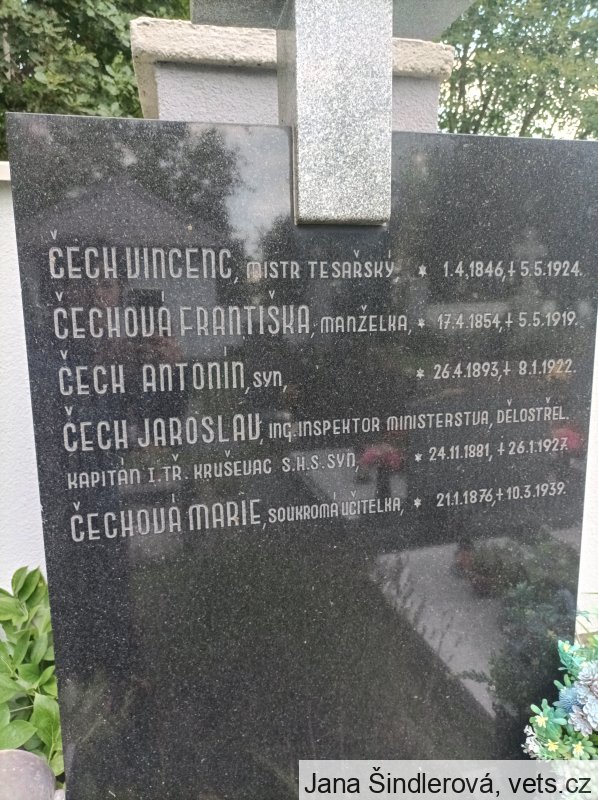 ČECH VINCENC, MISTR TESAŘSKÝ, * 1.4.1846, + 5.5.1924.
ČECHOVÁ FRANTIŠKA, MANŽELKA, * 17.4.1854, + 5.5.1919.
ČECH ANTONÍN, SYN, * 26.4.1893, + 8.1.1922.
ČECH JAROSLAV, ING. INSPEKTOR MINISTERSTVA, DĚLOSTŘEL.
KAPITÁN I. TŘ. KRUŠEVAC S.H.S. SYN, * 24.11.1881, + 26.1.1927.
ČECHOVÁ MARIE, SOUKROMÁ UČITELKA, * 21.1.1876, + 10.3.1939.
Jana Šindlerová, vets.cz